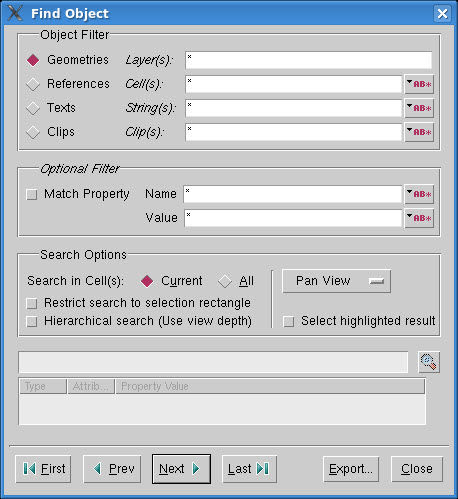 Find Object
Object Filter
Geometries Layer(s): *
References Cell(s): * AB*
Texts String(s): * AB*
Clips Clip(s): * AB*
Optional Filter
Match Property Name * AB*
Value * AB*
Search Options
Search in Cell(s): Current All Pan View
Restrict search to selection rectangle
Hierarchical search (Use view depth) Select highlighted result
Type Attrib... Property Value
First Prev Next Last Export... Close